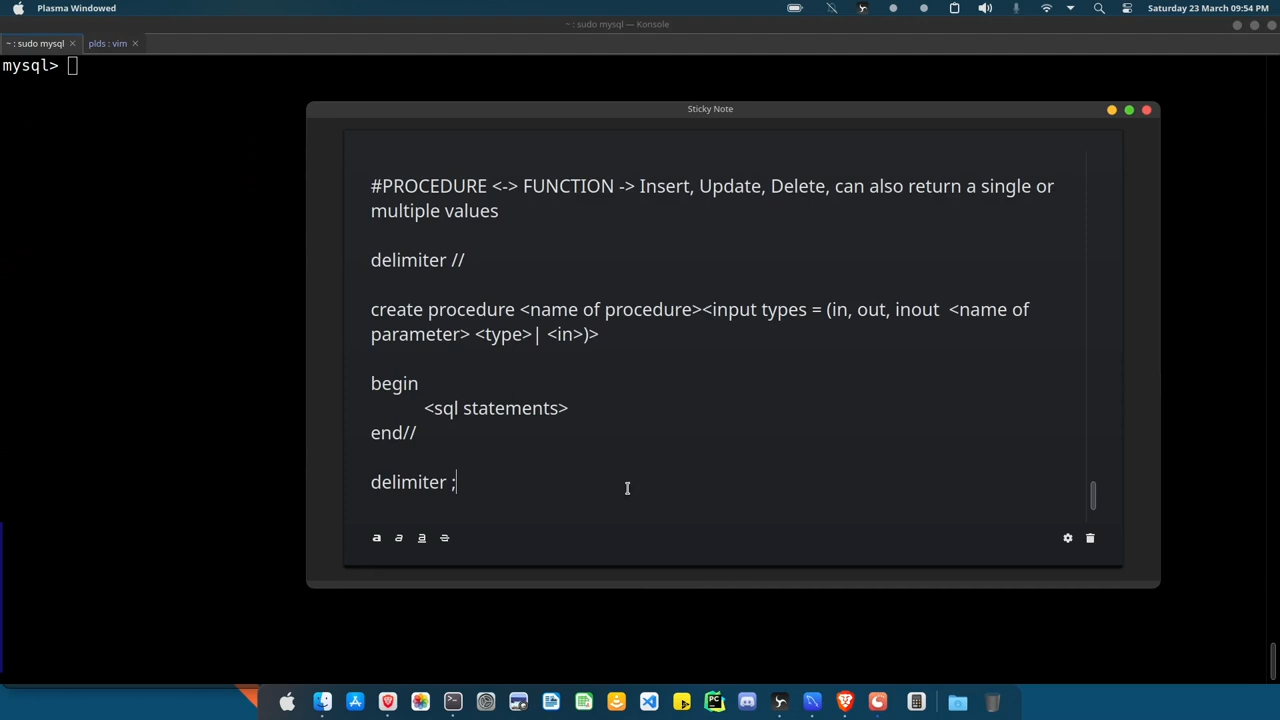 Plasma Windowed
Saturday 23 March 09:54 PM
~ : sudo mysql — Konsole
~ : sudo mysql
plds : vim
mysql>
Sticky Note
#PROCEDURE <-> FUNCTION -> Insert, Update, Delete, can also return a single or
multiple values
delimiter //
create procedure <name of procedure><input types = (in, out, inout  <name of
parameter> <type>| <in>)>
begin
<sql statements>
end//
delimiter ;
a a a
PC